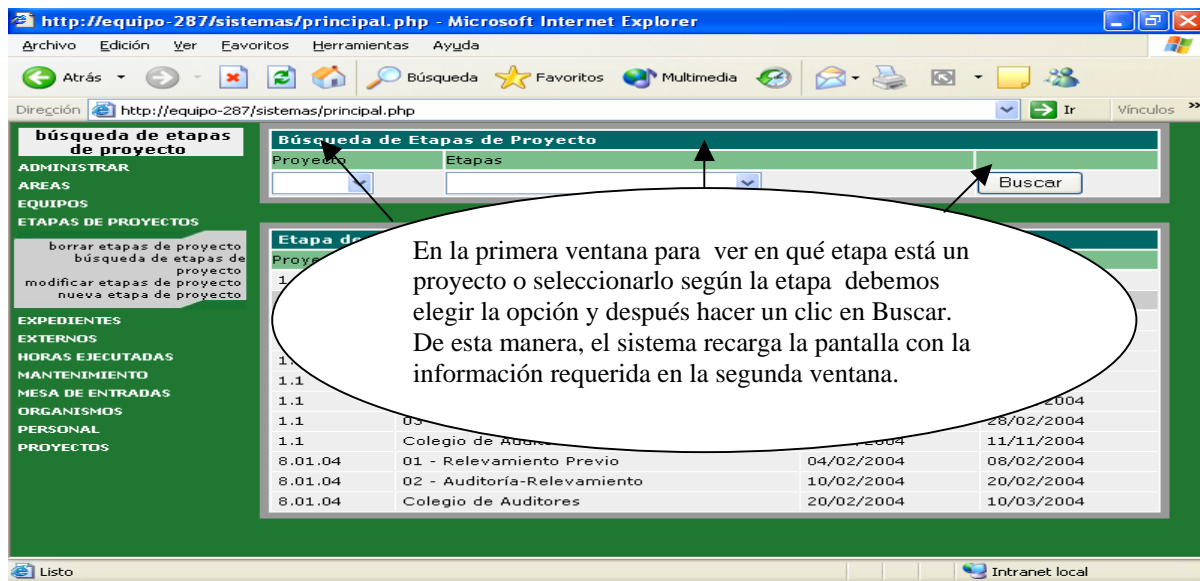 http://equipo-287/sistemas/principal.php - Microsoft Internet Explorer
Archivo Edición Ver Favoritos Herramientas Ayuda
Atrás Búsqueda Favoritos Multimedia
Dirección http://equipo-287/sistemas/principal.php Ir Vínculos »
búsqueda de etapas
de proyecto
ADMINISTRAR
AREAS
EQUIPOS
ETAPAS DE PROYECTOS
borrar etapas de proyecto
búsqueda de etapas de
proyecto
modificar etapas de proyecto
nueva etapa de proyecto
EXPEDIENTES
EXTERNOS
HORAS EJECUTADAS
MANTENIMIENTO
MESA DE ENTRADAS
ORGANISMOS
PERSONAL
PROYECTOS
Búsqueda de Etapas de Proyecto
Proyecto Etapas
Buscar
Etapa de
En la primera ventana para ver en qué etapa está un
proyecto o seleccionarlo según la etapa debemos
elegir la opción y después hacer un clic en Buscar.
De esta manera, el sistema recarga la pantalla con la
información requerida en la segunda ventana.
1.1
1.1
1.1 03 28/02/2004
1.1 Colegio de 11/11/2004
8.01.04 01 - Relevamiento Previo 04/02/2004 08/02/2004
8.01.04 02 - Auditoría-Relevamiento 10/02/2004 20/02/2004
8.01.04 Colegio de Auditores 20/02/2004 10/03/2004
Listo Intranet local